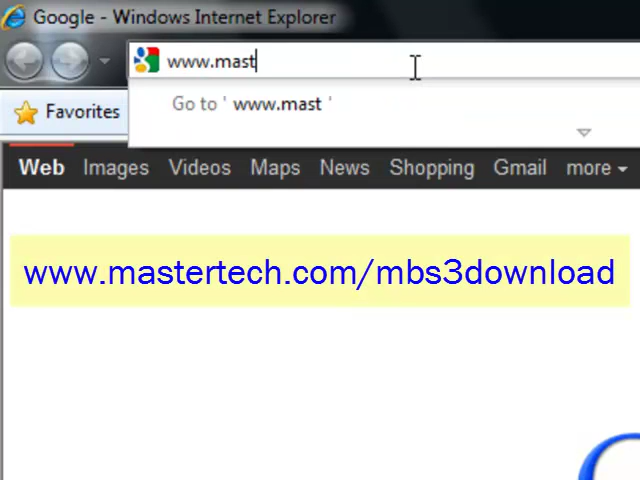 Google - Windows Internet Explorer
www.mast
Go to ' www.mast '
Favorites
Web Images Videos Maps News Shopping Gmail more
www.mastertech.com/mbs3download